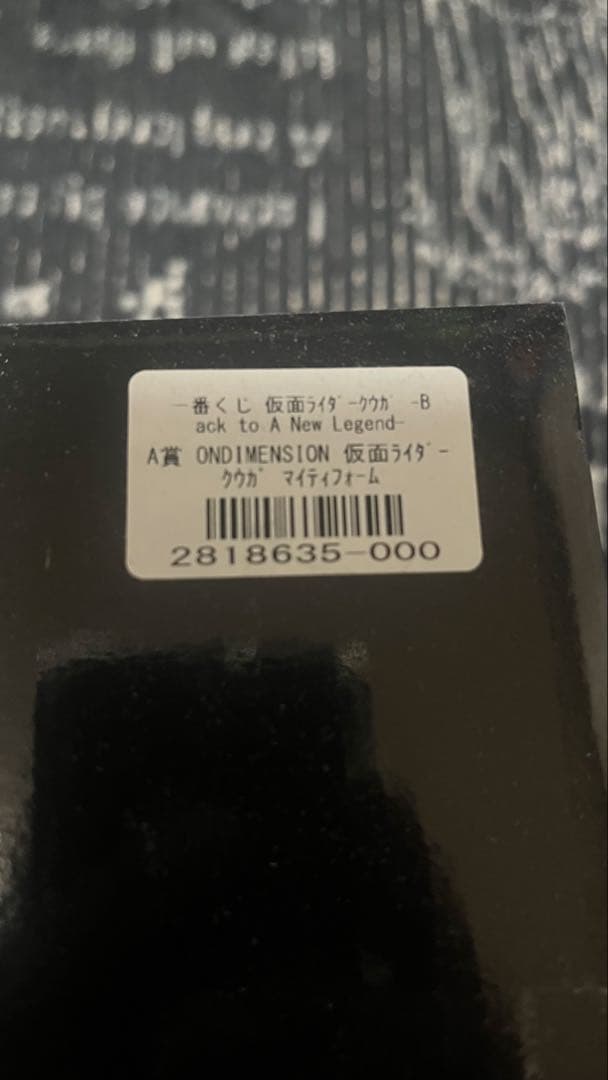 一番くじ 仮面ﾗｲﾀﾞｰｸｳｶﾞ -B
ack to A New Legend-
A賞 ONDIMENSION 仮面ﾗｲﾀﾞｰ
ｸｳｶﾞ ﾏｲﾃｨﾌｫｰﾑ
2818635-000